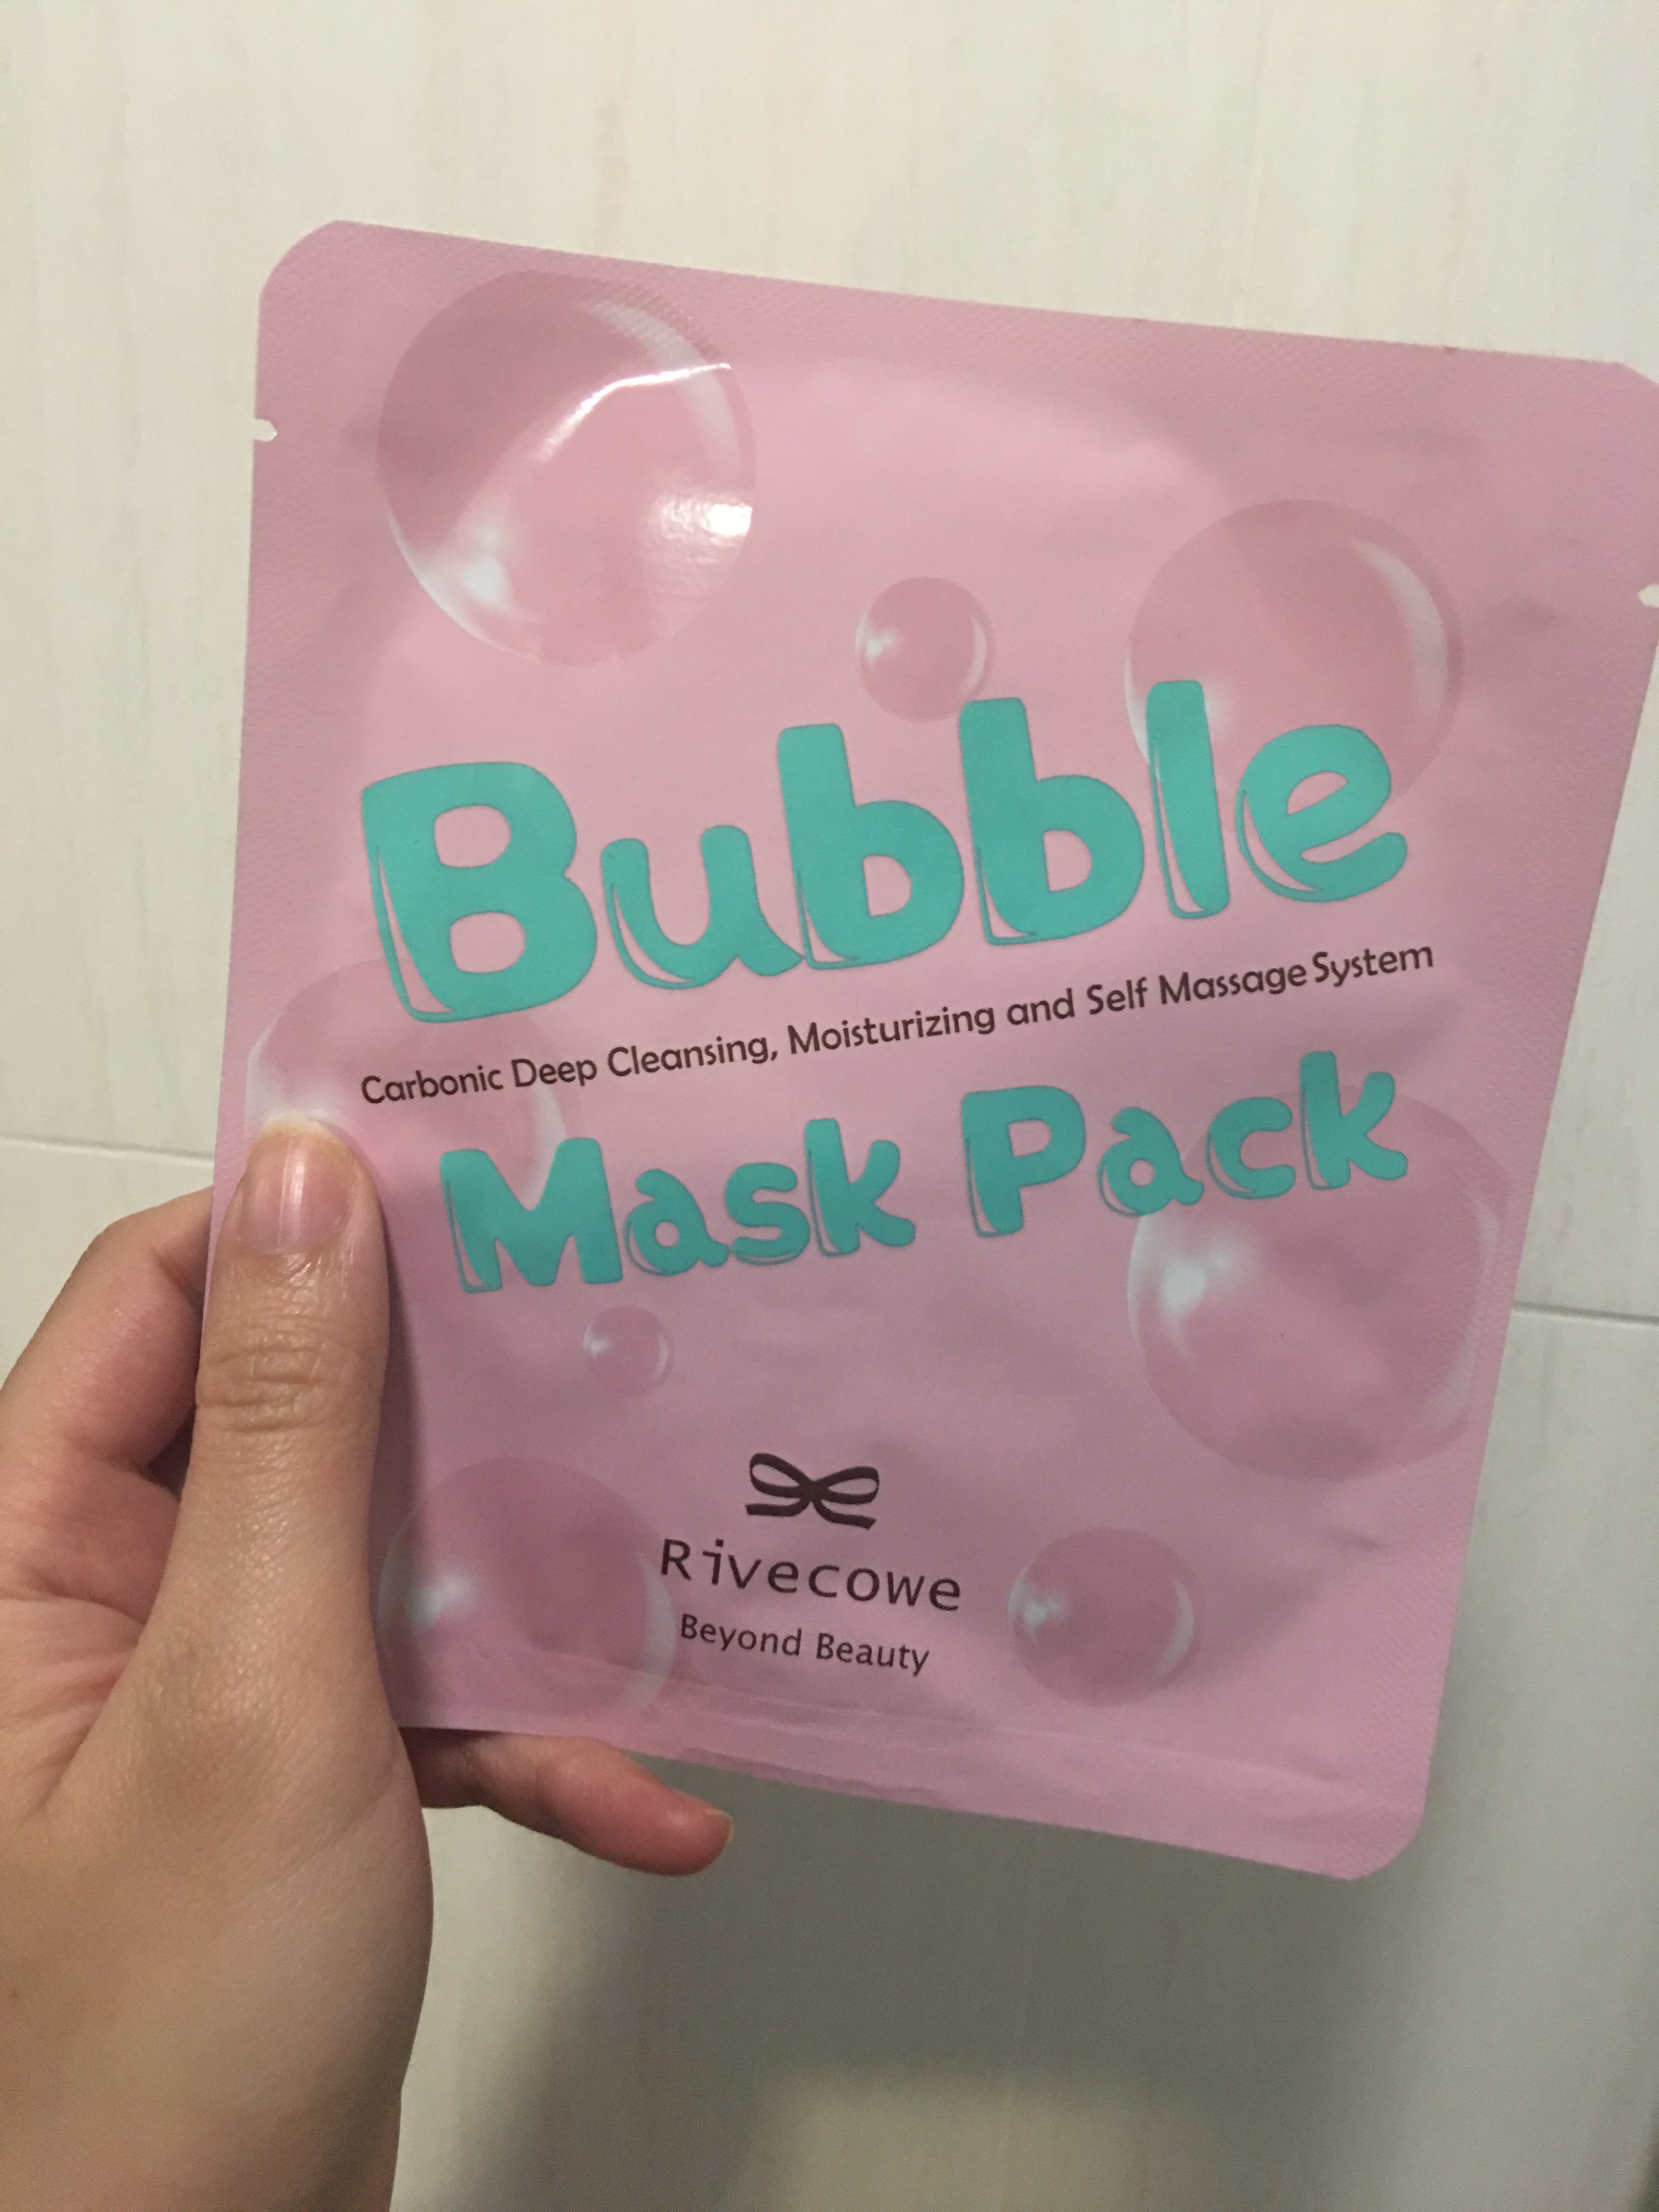 Bubble
Carbonic Deep Cleansing, Moisturizing and Self Massage System
Mask Pack
Rivecowe
Beyond Beauty